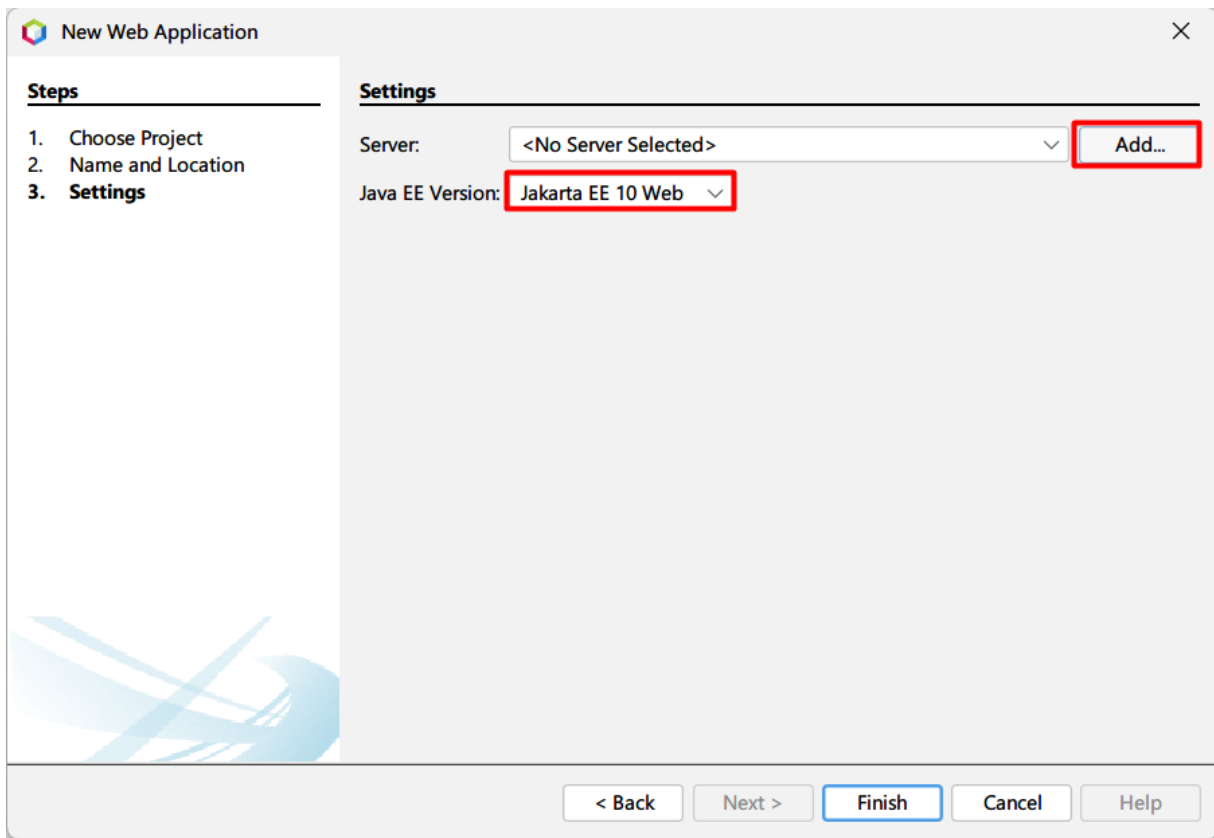 New Web Application
Steps
1. Choose Project
2. Name and Location
3. Settings
Settings
Server: <No Server Selected> Add...
Java EE Version: Jakarta EE 10 Web
< Back Next > Finish Cancel Help